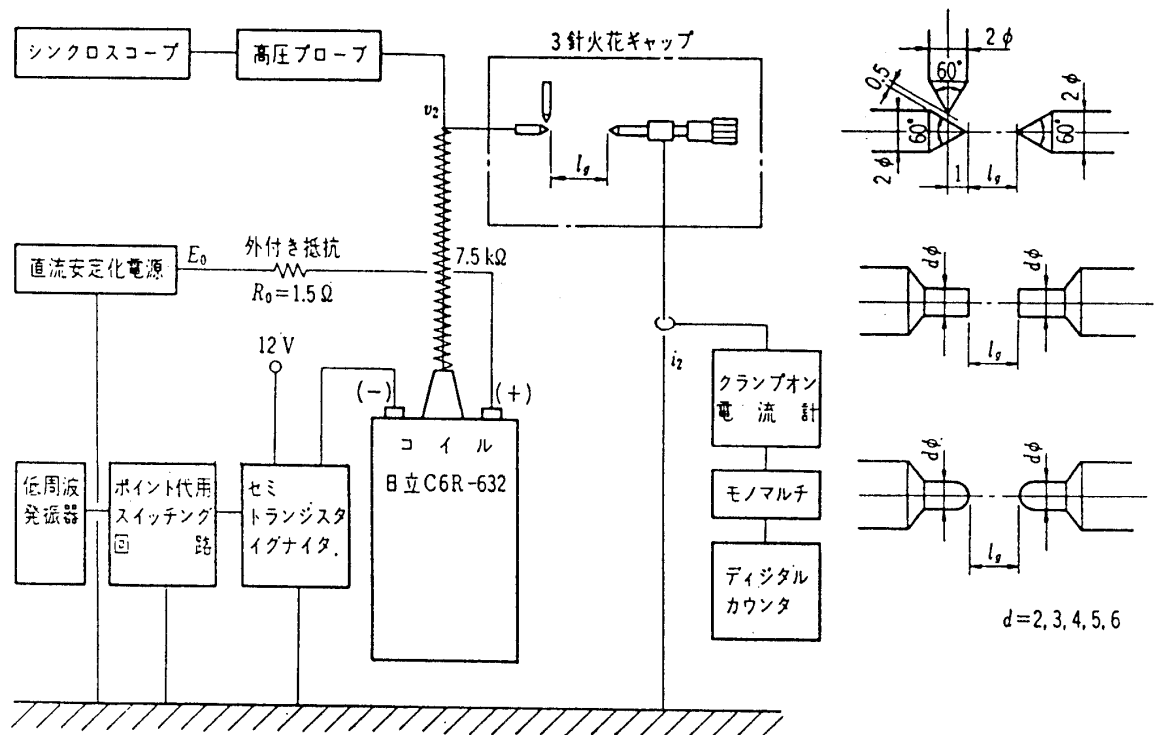 シンクロスコープ
高圧プローブ
3針火花ギャップ
v₂
l_g
直流安定化電源
E₀
外付き抵抗
R₀=1.5Ω
7.5kΩ
12V
(−)
(+)
コイル
日立C6R-632
低周波
発振器
ポイント代用
スイッチング
回路
セミ
トランジスタ
イグナイタ.
i₂
クランプオン
電流計
モノマルチ
ディジタル
カウンタ
2φ
60°
0.5
2φ
60°
1
l_g
60°
2φ
dφ
dφ
l_g
dφ
dφ
l_g
d=2,3,4,5,6